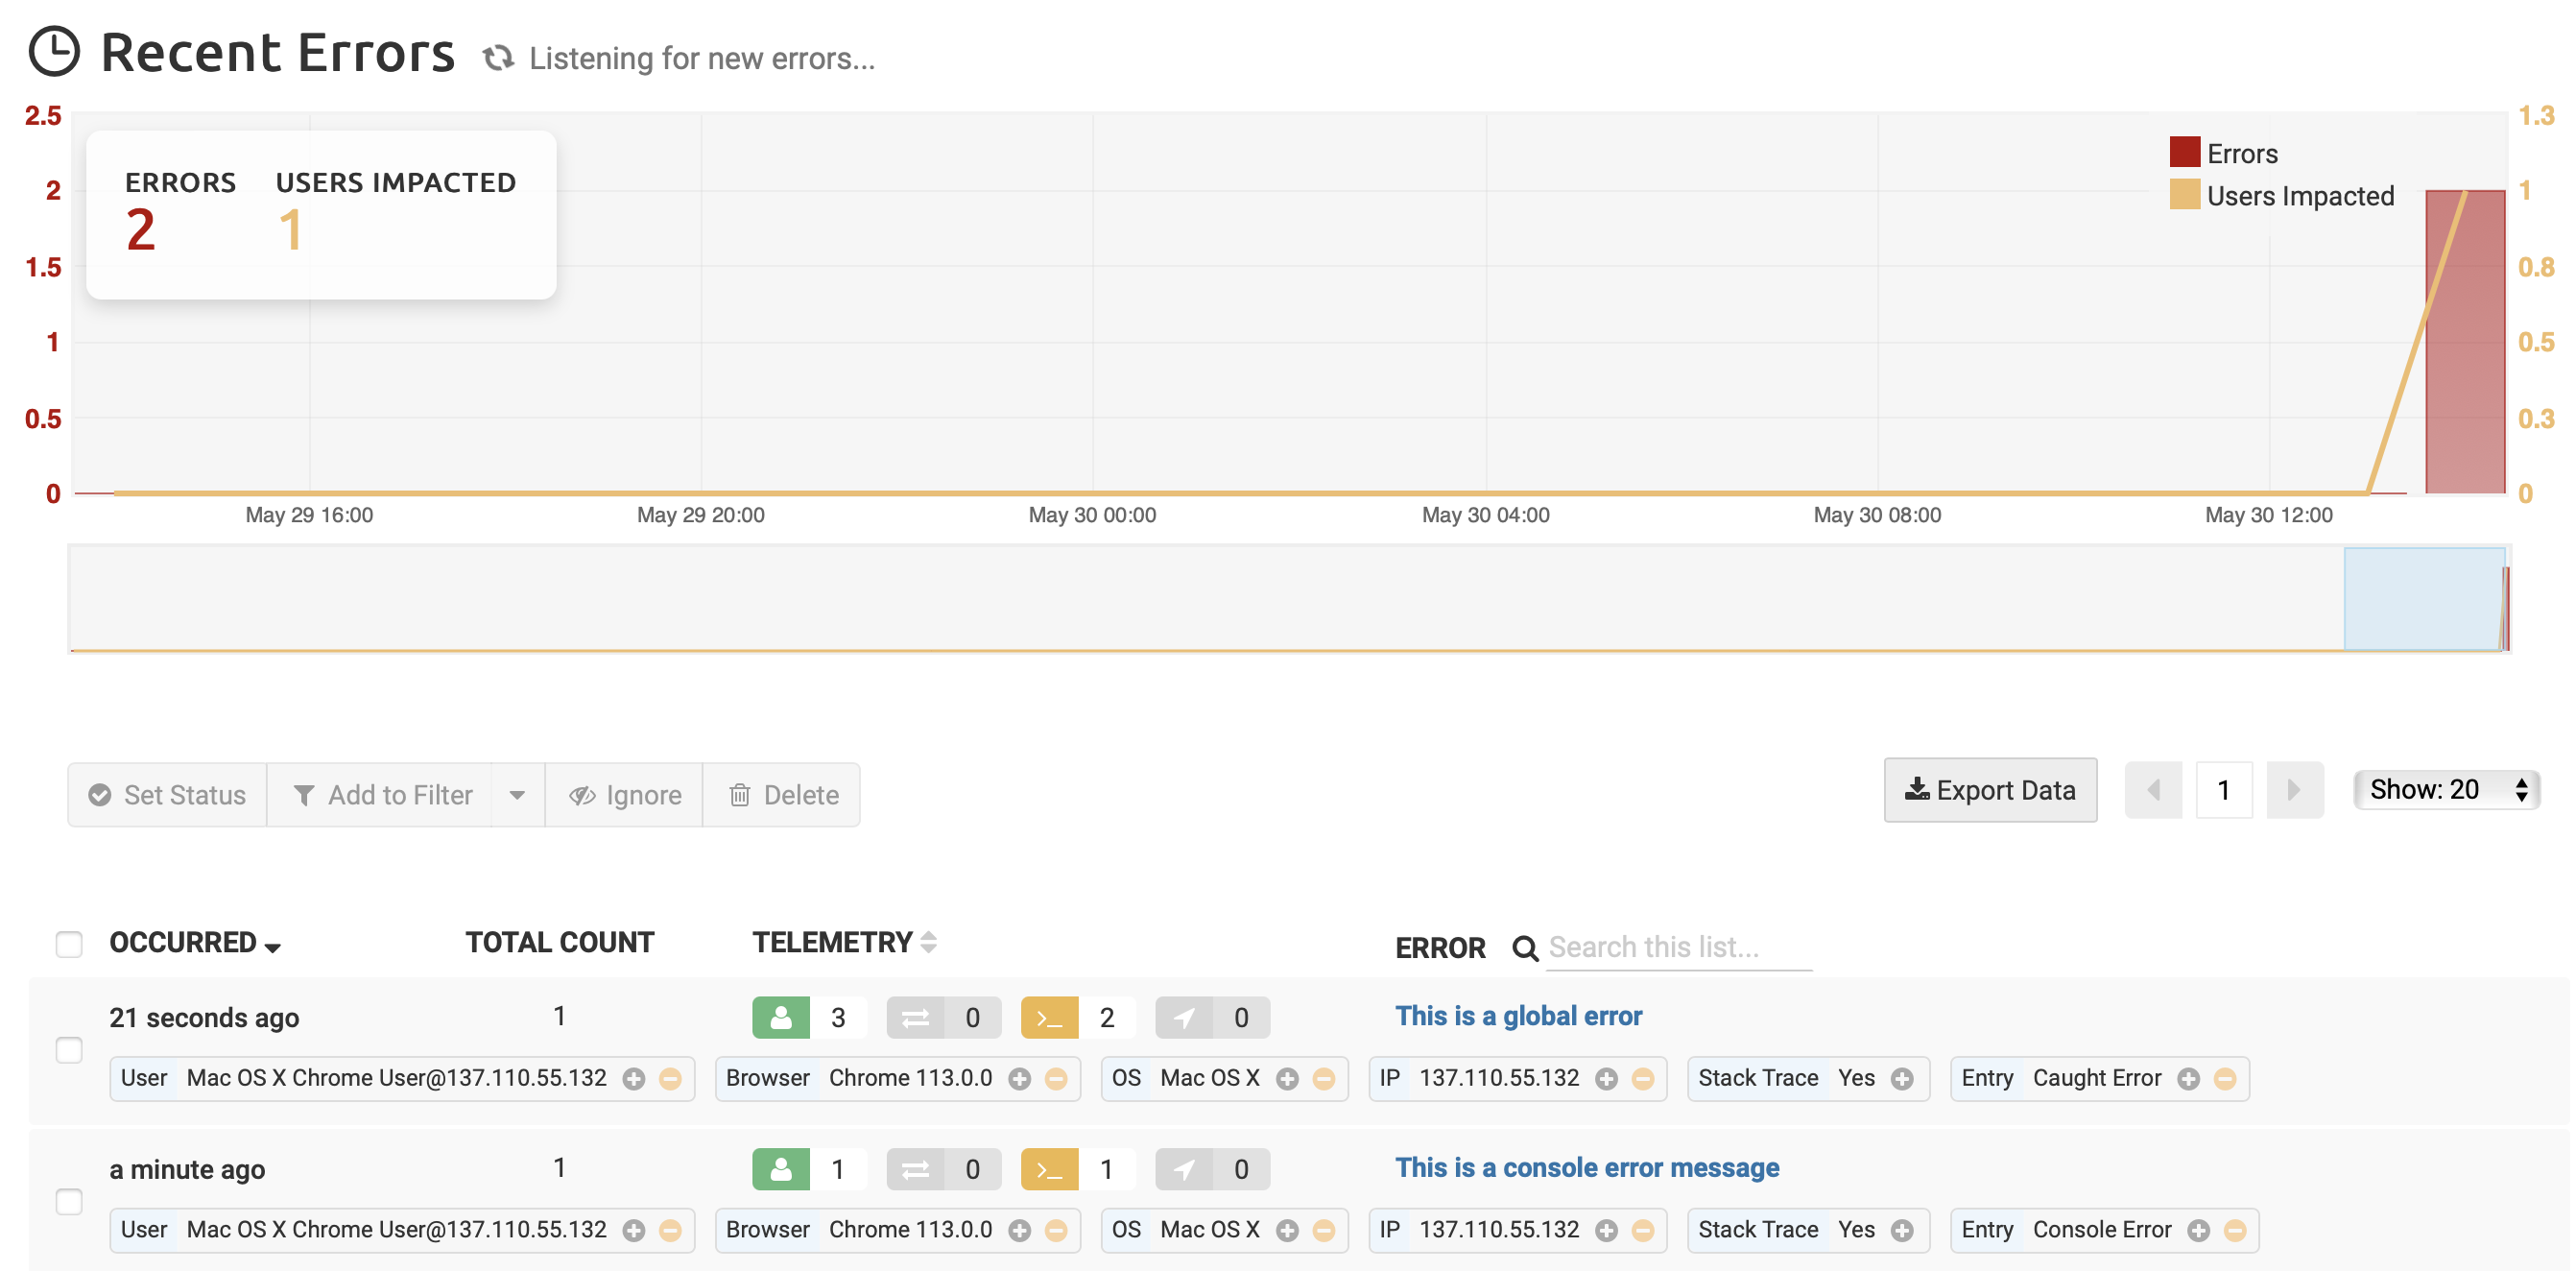 Recent Errors Listening for new errors...
2.5 1.3
ERRORS USERS IMPACTED
2 1
Errors
Users Impacted
2 1
1.5 0.8
1 0.5
0.5 0.3
0 0
May 29 16:00 May 29 20:00 May 30 00:00 May 30 04:00 May 30 08:00 May 30 12:00
Set Status Add to Filter Ignore Delete Export Data 1 Show: 20
OCCURRED TOTAL COUNT TELEMETRY ERROR Search this list...
21 seconds ago 1 3 0 >_ 2 0 This is a global error
User Mac OS X Chrome User@137.110.55.132 Browser Chrome 113.0.0 OS Mac OS X IP 137.110.55.132 Stack Trace Yes Entry Caught Error
a minute ago 1 1 0 >_ 1 0 This is a console error message
User Mac OS X Chrome User@137.110.55.132 Browser Chrome 113.0.0 OS Mac OS X IP 137.110.55.132 Stack Trace Yes Entry Console Error